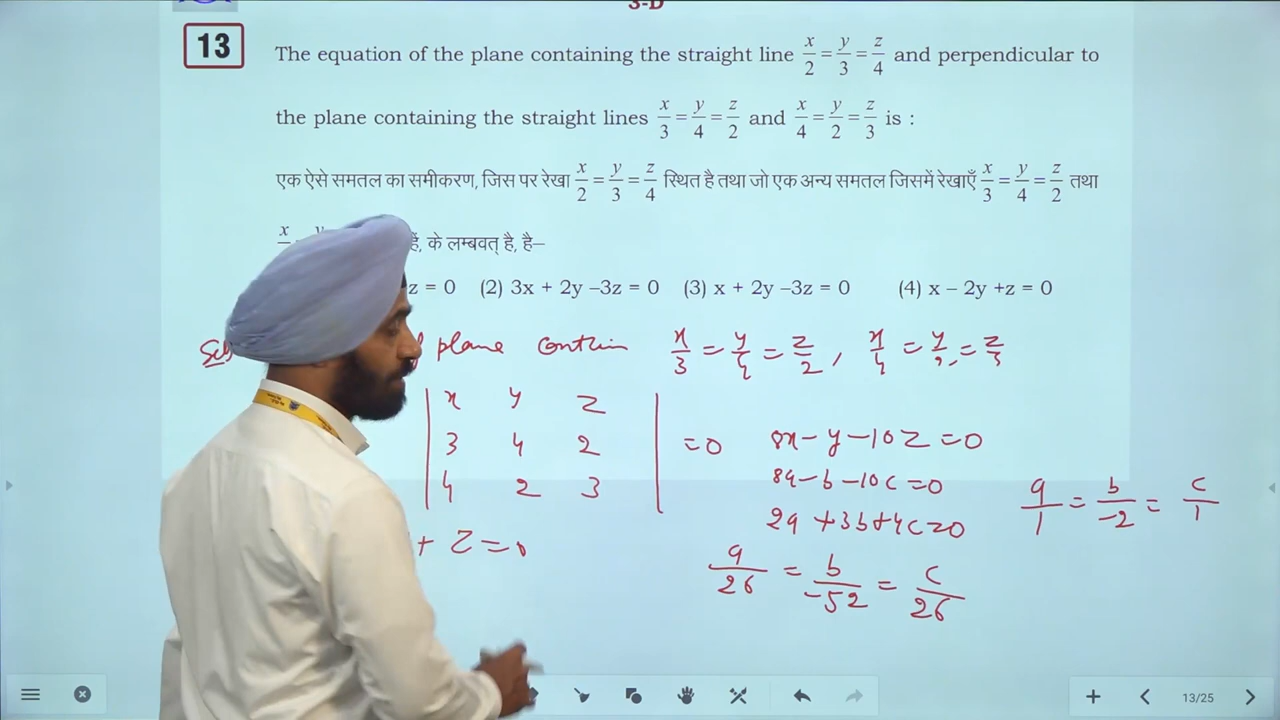 3-D
13
The equation of the plane containing the straight line x/2 = y/3 = z/4 and perpendicular to
the plane containing the straight lines x/3 = y/4 = z/2 and x/4 = y/2 = z/3 is :
एक ऐसे समतल का समीकरण, जिस पर रेखा x/2 = y/3 = z/4 स्थित है तथा जो एक अन्य समतल जिसमें रेखाएँ x/3 = y/4 = z/2 तथा
हैं, के लम्बवत् है, है–
z = 0 (2) 3x + 2y –3z = 0 (3) x + 2y –3z = 0 (4) x – 2y +z = 0
plane contain x/3 = y/4 = z/2 , x/4 = y/2 = z/3
| x y z |
| 3 4 2 | = 0 8x - y - 10z = 0
| 4 2 3 | 8a - b - 10c = 0
2a + 3b + 4c = 0
a/1 = b/-2 = c/1
+ z = 0
a/26 = b/-52 = c/26
13/25